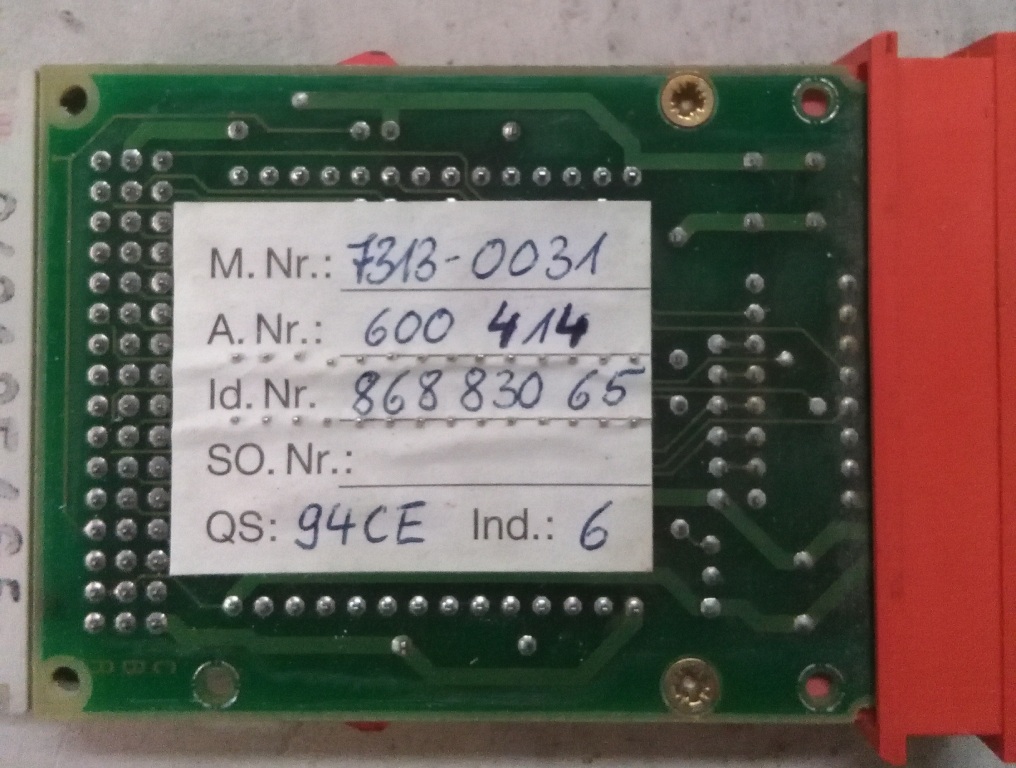 M. Nr.: 7313-0031
A. Nr.: 600 414
Id. Nr. 868 830 65
SO. Nr.:
QS: 94CE Ind.: 6